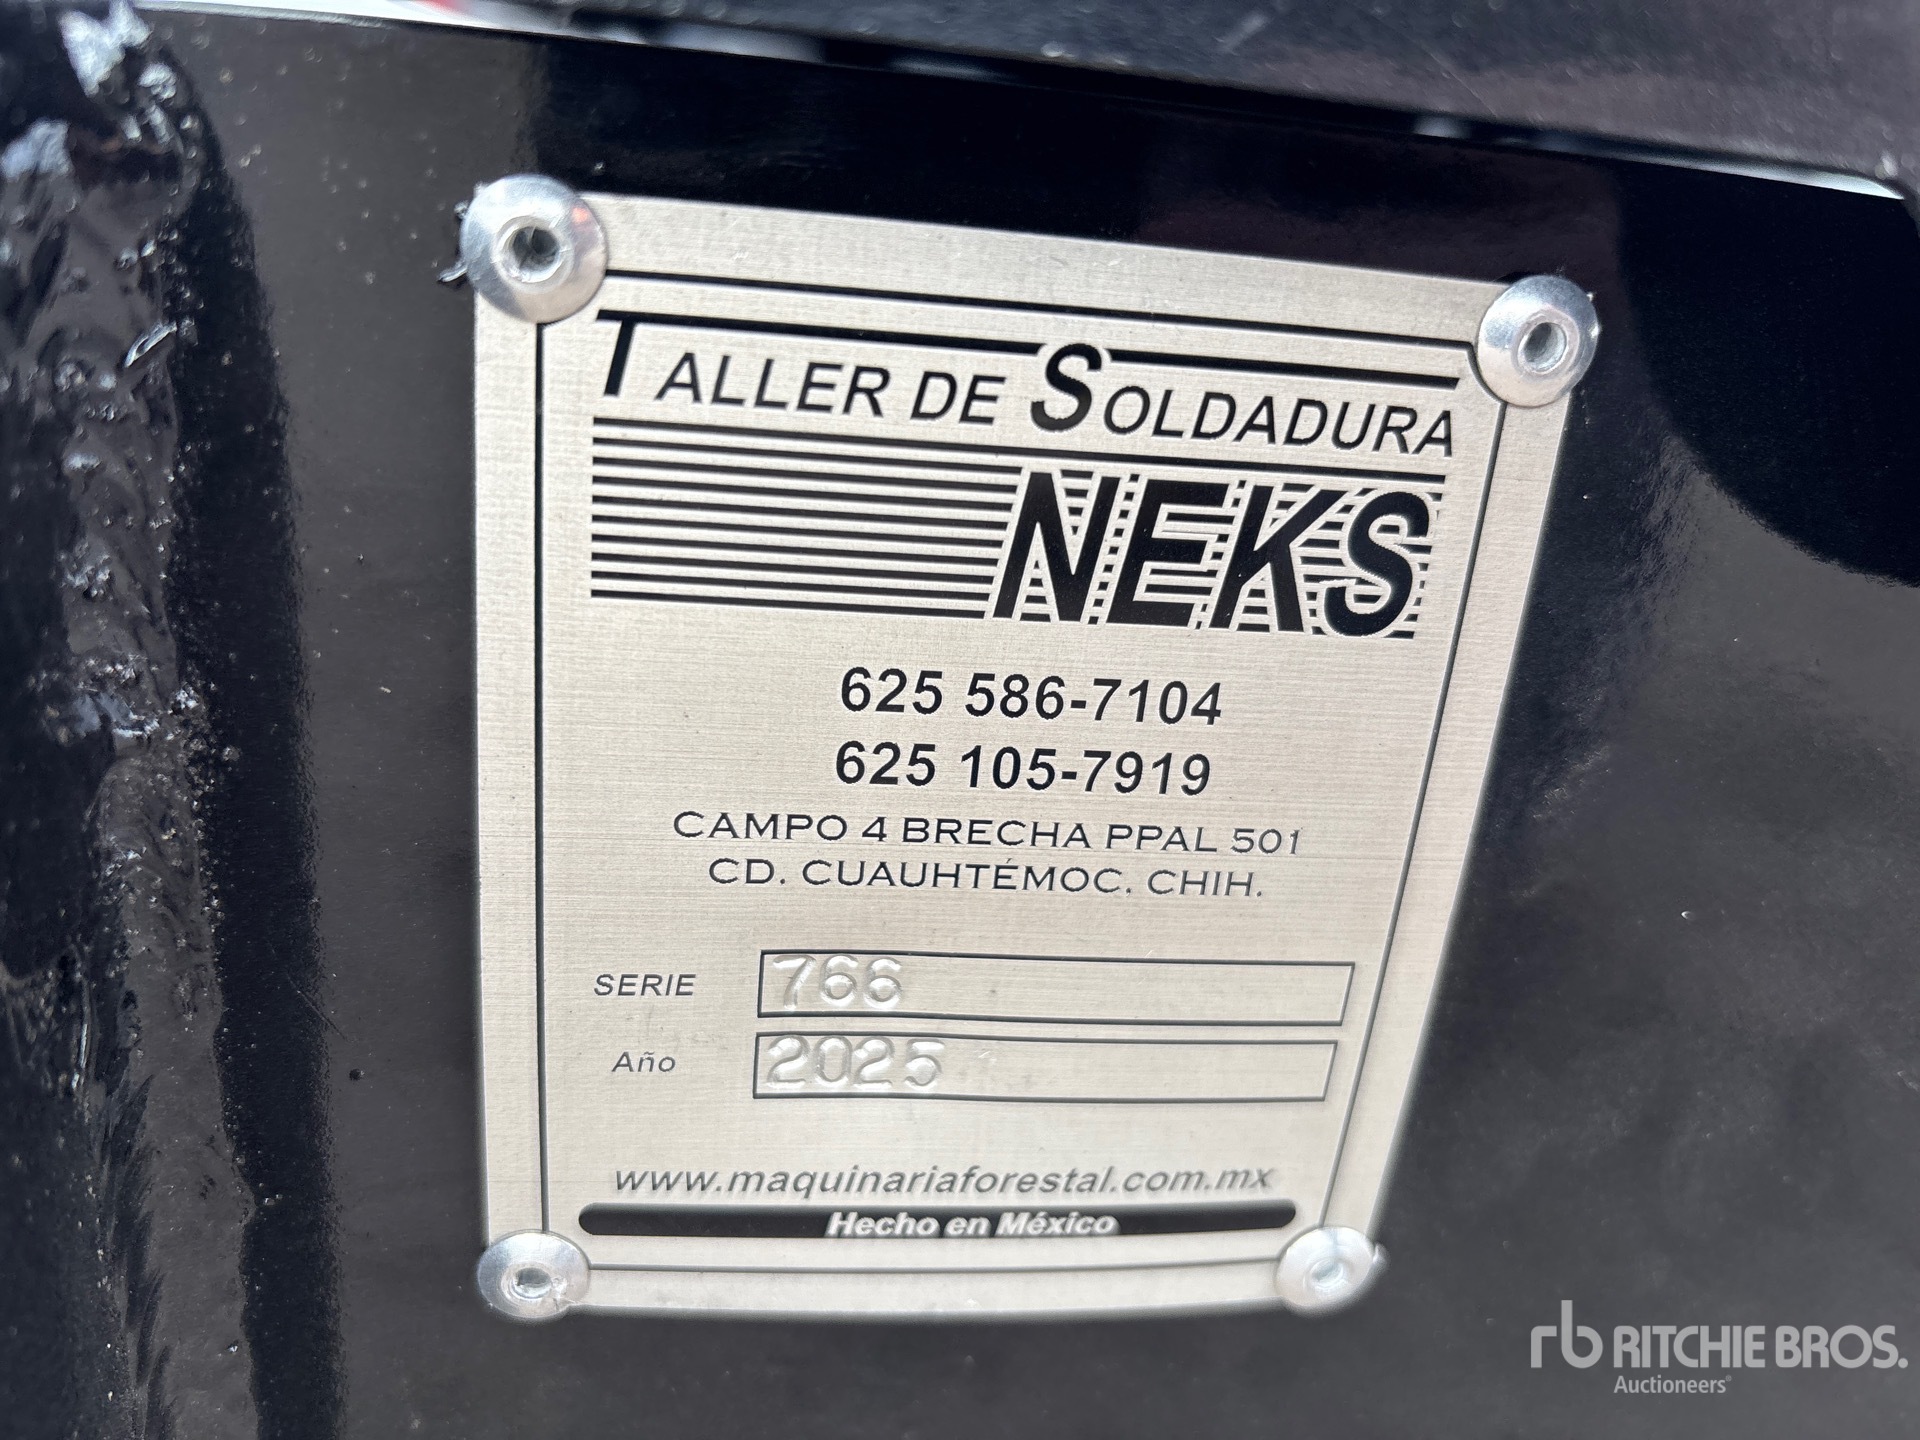 TALLER DE SOLDADURA
NEKS
625 586-7104
625 105-7919
CAMPO 4 BRECHA PPAL 501
CD. CUAUHTÉMOC, CHIH.
SERIE 766
Año 2025
www.maquinariaforestal.com.mx
Hecho en México
rb RITCHIE BROS.
Auctioneers